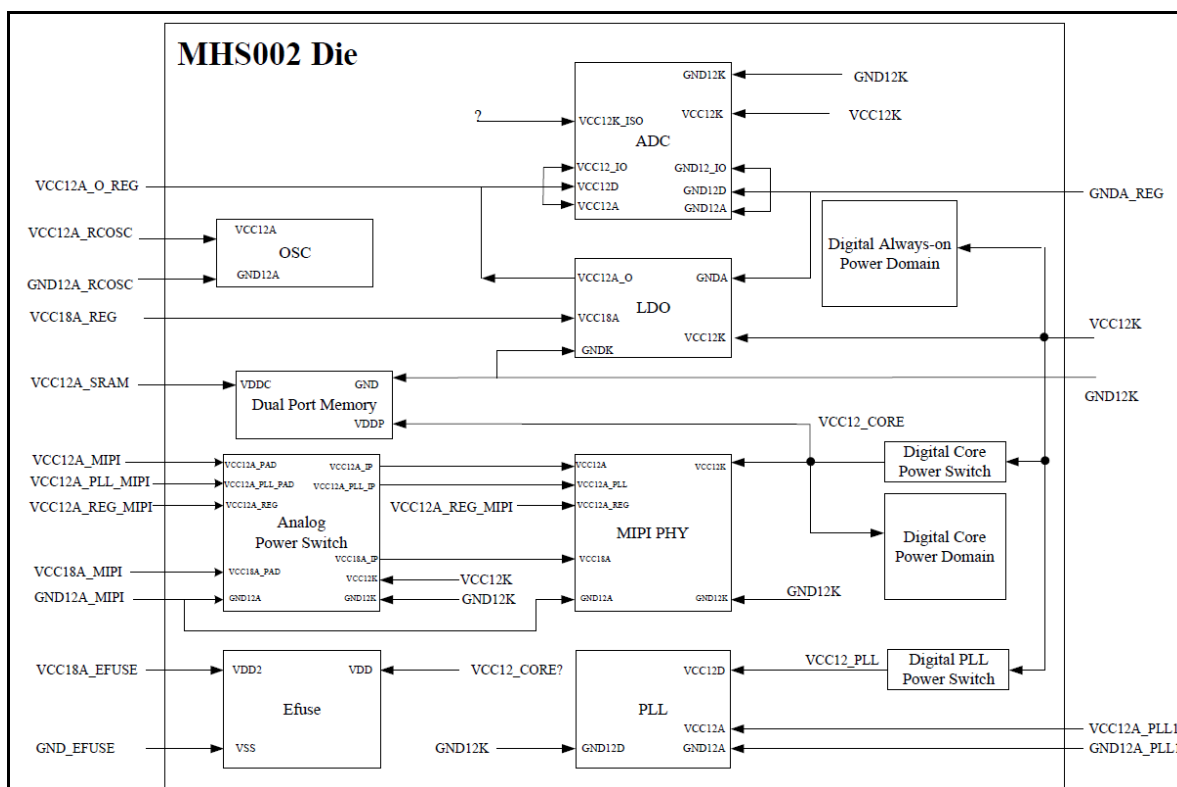 MHS002 Die
GND12K
GND12K
?
VCC12K_ISO
VCC12K
VCC12K
ADC
VCC12_IO
GND12_IO
VCC12A_O_REG
VCC12D
GND12D
GNDA_REG
VCC12A
GND12A
VCC12A_RCOSC
VCC12A
OSC
GND12A_RCOSC
GND12A
Digital Always-on
Power Domain
VCC12A_O
GNDA
LDO
VCC18A_REG
VCC18A
VCC12K
VCC12K
GNDK
VCC12A_SRAM
VDDC
GND
GND12K
Dual Port Memory
VDDP
VCC12_CORE
VCC12A_MIPI
VCC12A_PAD
VCC12A_IP
VCC12A
VCC12K
Digital Core
Power Switch
VCC12A_PLL_MIPI
VCC12A_PLL_PAD
VCC12A_PLL_IP
VCC12A_PLL
VCC12A_REG_MIPI
VCC12A_REG
VCC12A_REG_MIPI
VCC12A_REG
Analog
Power Switch
MIPI PHY
Digital Core
Power Domain
VCC18A_IP
VCC18A
VCC18A_MIPI
VCC18A_PAD
VCC12K
VCC12K
GND12A_MIPI
GND12A
GND12K
GND12K
GND12A
GND12K
GND12K
VCC18A_EFUSE
VDD2
VDD
VCC12_CORE?
VCC12D
VCC12_PLL
Digital PLL
Power Switch
Efuse
PLL
VCC12A
VCC12A_PLL1
GND_EFUSE
VSS
GND12K
GND12D
GND12A
GND12A_PLL1